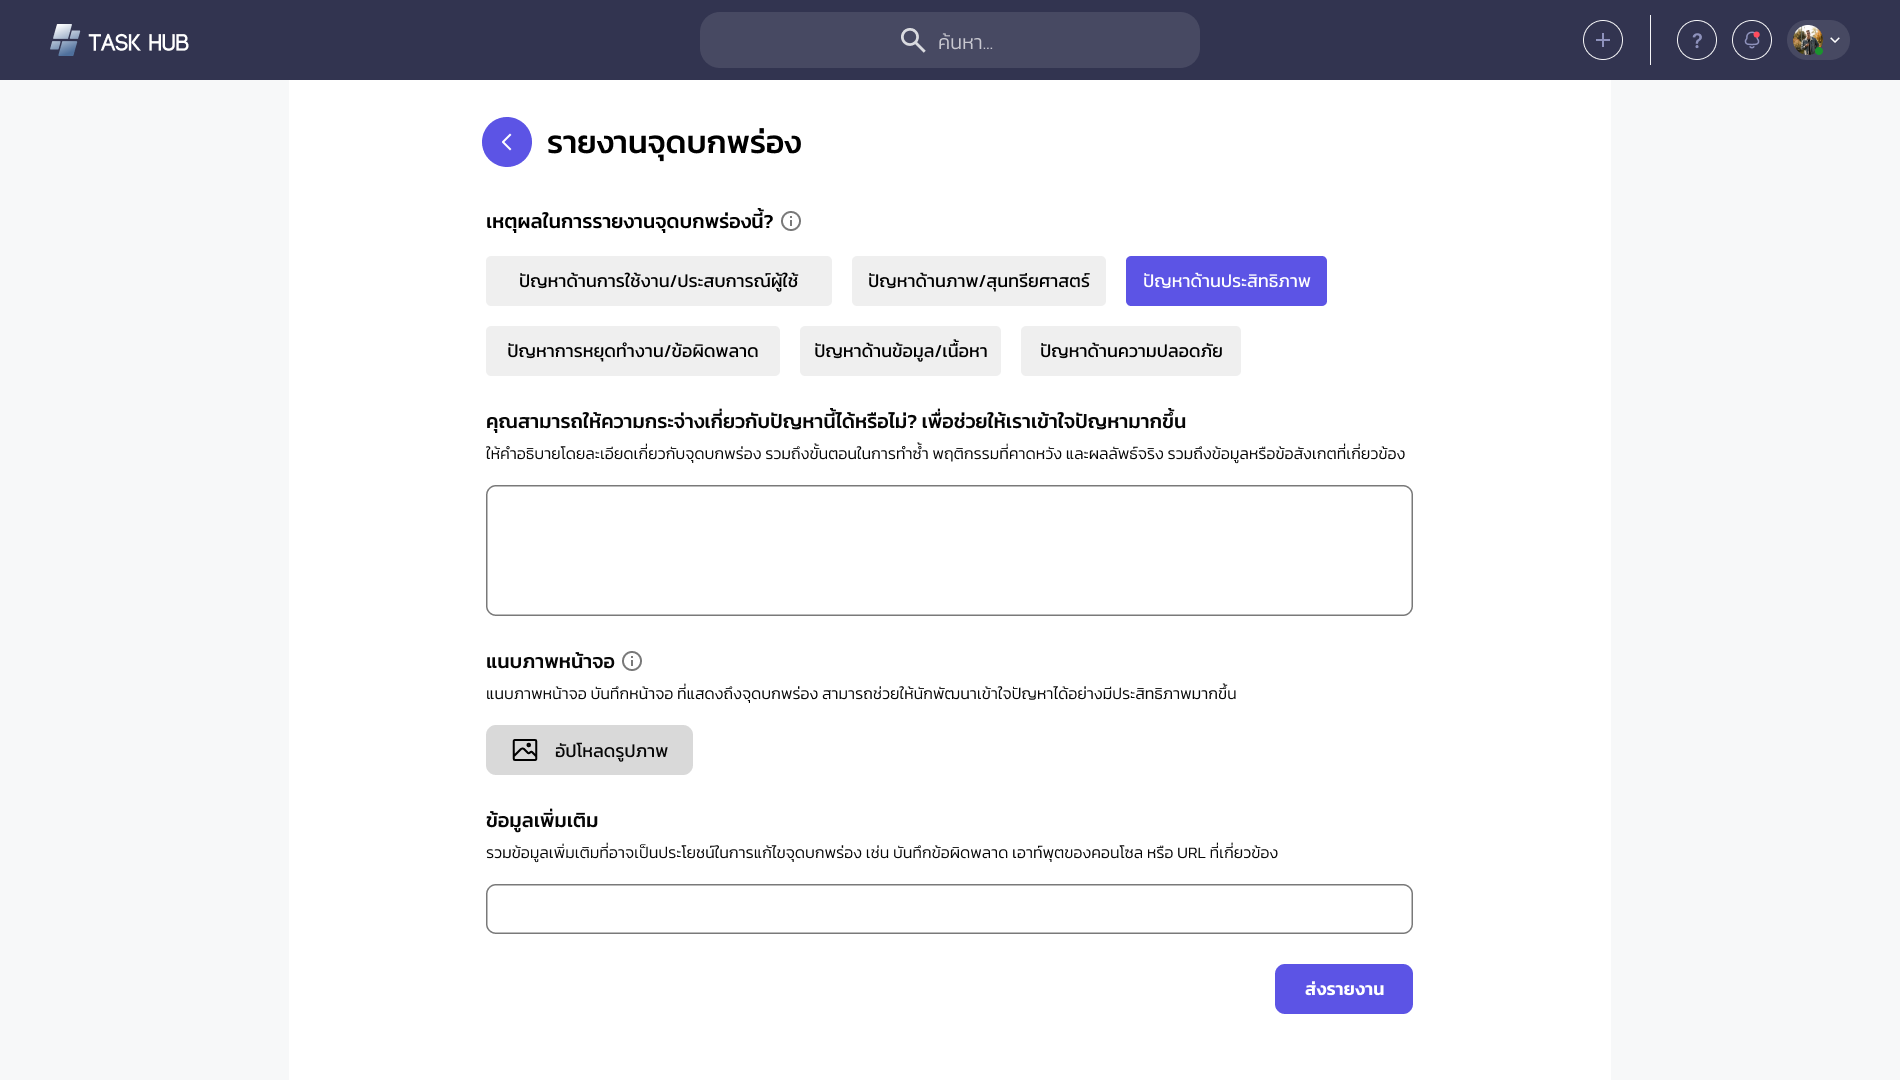 TASK HUB
ค้นหา...
รายงานจุดบกพร่อง
เหตุผลในการรายงานจุดบกพร่องนี้?
ปัญหาด้านการใช้งาน/ประสบการณ์ผู้ใช้
ปัญหาด้านภาพ/สุนทรียศาสตร์
ปัญหาด้านประสิทธิภาพ
ปัญหาการหยุดทำงาน/ข้อผิดพลาด
ปัญหาด้านข้อมูล/เนื้อหา
ปัญหาด้านความปลอดภัย
คุณสามารถให้ความกระจ่างเกี่ยวกับปัญหานี้ได้หรือไม่? เพื่อช่วยให้เราเข้าใจปัญหามากขึ้น
ให้คำอธิบายโดยละเอียดเกี่ยวกับจุดบกพร่อง รวมถึงขั้นตอนในการทำซ้ำ พฤติกรรมที่คาดหวัง และผลลัพธ์จริง รวมถึงข้อมูลหรือข้อสังเกตที่เกี่ยวข้อง
แนบภาพหน้าจอ
แนบภาพหน้าจอ บันทึกหน้าจอ ที่แสดงถึงจุดบกพร่อง สามารถช่วยให้นักพัฒนาเข้าใจปัญหาได้อย่างมีประสิทธิภาพมากขึ้น
อัปโหลดรูปภาพ
ข้อมูลเพิ่มเติม
รวมข้อมูลเพิ่มเติมที่อาจเป็นประโยชน์ในการแก้ไขจุดบกพร่อง เช่น บันทึกข้อผิดพลาด เอาท์พุตของคอนโซล หรือ URL ที่เกี่ยวข้อง
ส่งรายงาน